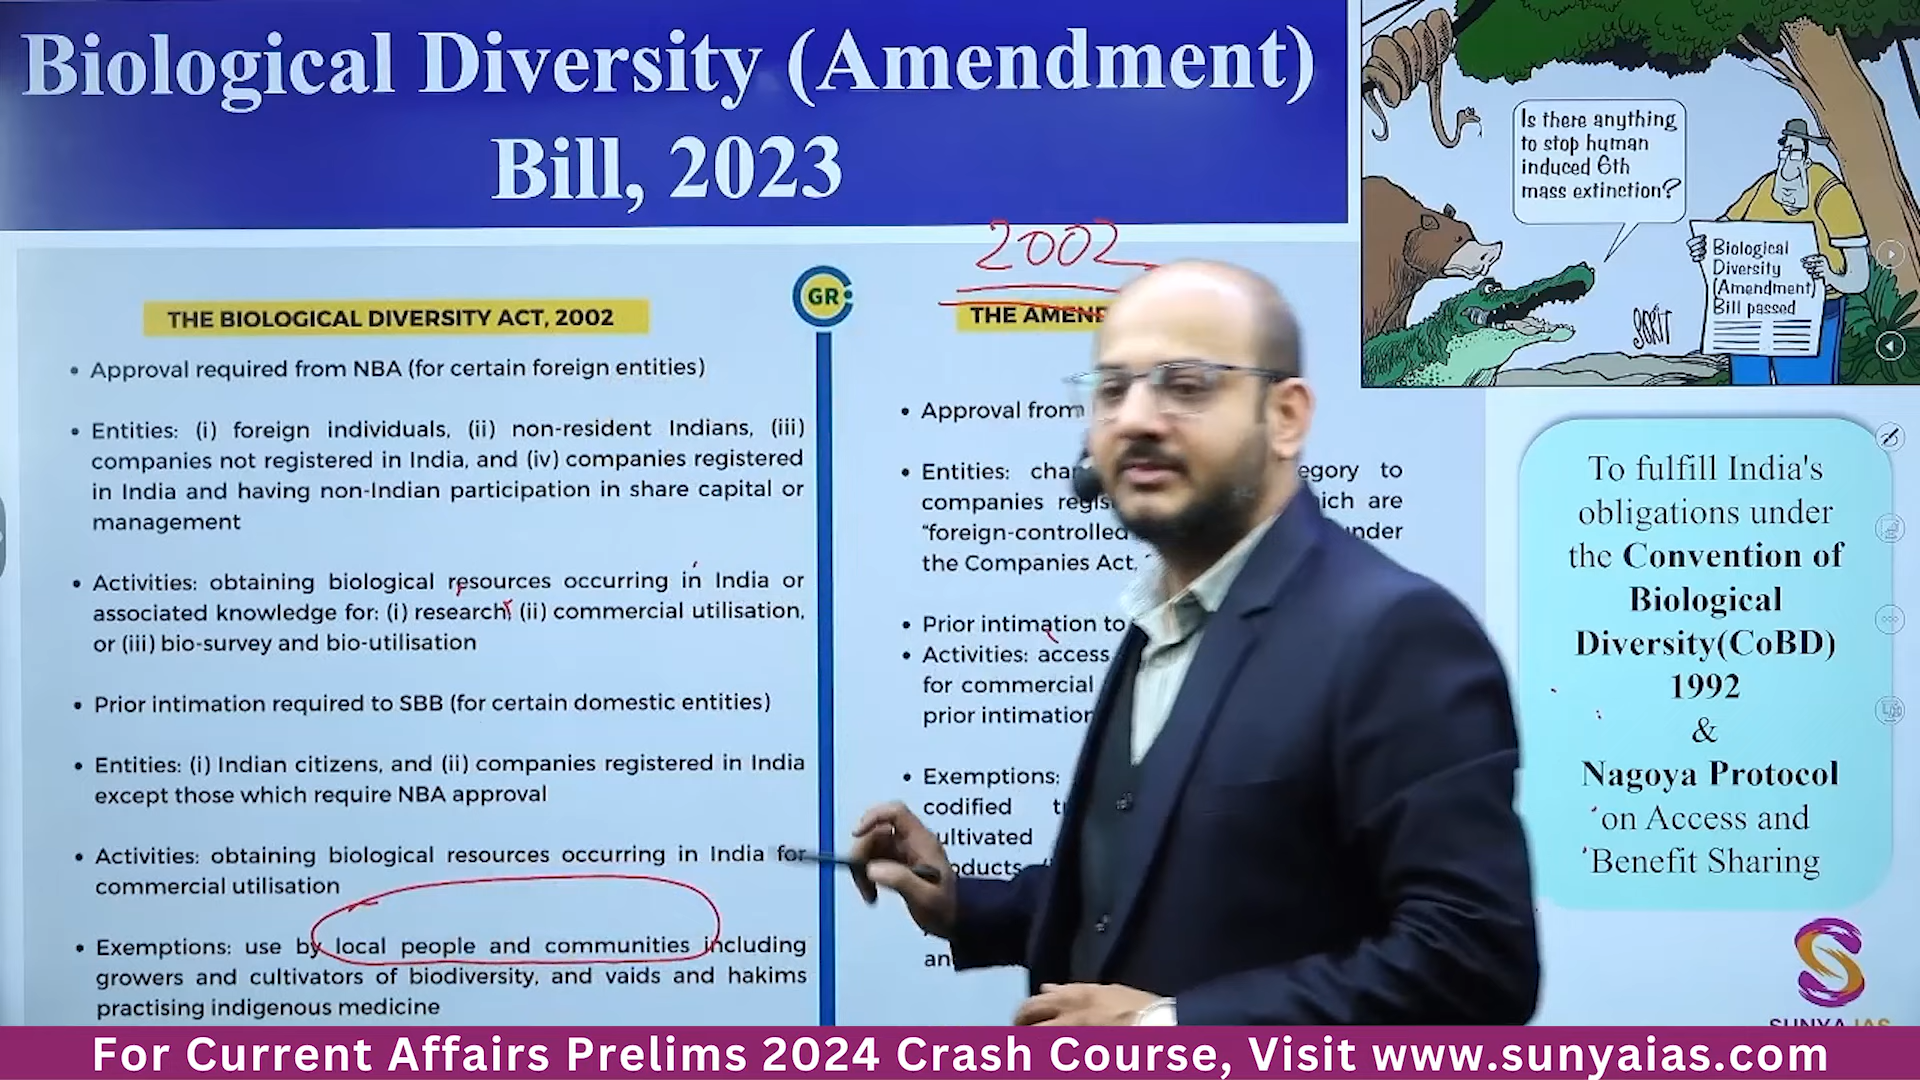 Biological Diversity (Amendment)
Bill, 2023
2002
GR
THE BIOLOGICAL DIVERSITY ACT, 2002
• Approval required from NBA (for certain foreign entities)
• Entities: (i) foreign individuals, (ii) non-resident Indians, (iii)
companies not registered in India, and (iv) companies registered
in India and having non-Indian participation in share capital or
management
• Activities: obtaining biological resources occurring in India or
associated knowledge for: (i) research, (ii) commercial utilisation,
or (iii) bio-survey and bio-utilisation
• Prior intimation required to SBB (for certain domestic entities)
• Entities: (i) Indian citizens, and (ii) companies registered in India
except those which require NBA approval
• Activities: obtaining biological resources occurring in India for
commercial utilisation
• Exemptions: use by local people and communities including
growers and cultivators of biodiversity, and vaids and hakims
practising indigenous medicine
THE
• Approval from
• Entities: egory to
companies ich are
"foreign-controlled under
the Companies Act,
• Prior intimation to
• Activities: access
for commercial
prior intimation
• Exemptions:
codified
ultivated
oducts
an
Is there anything
to stop human
induced 6th
mass extinction?
Biological
Diversity
(Amendment)
Bill passed
To fulfill India's
obligations under
the Convention of
Biological
Diversity(CoBD)
1992
&
Nagoya Protocol
on Access and
Benefit Sharing
SUNYA IAS
For Current Affairs Prelims 2024 Crash Course, Visit www.sunyaias.com